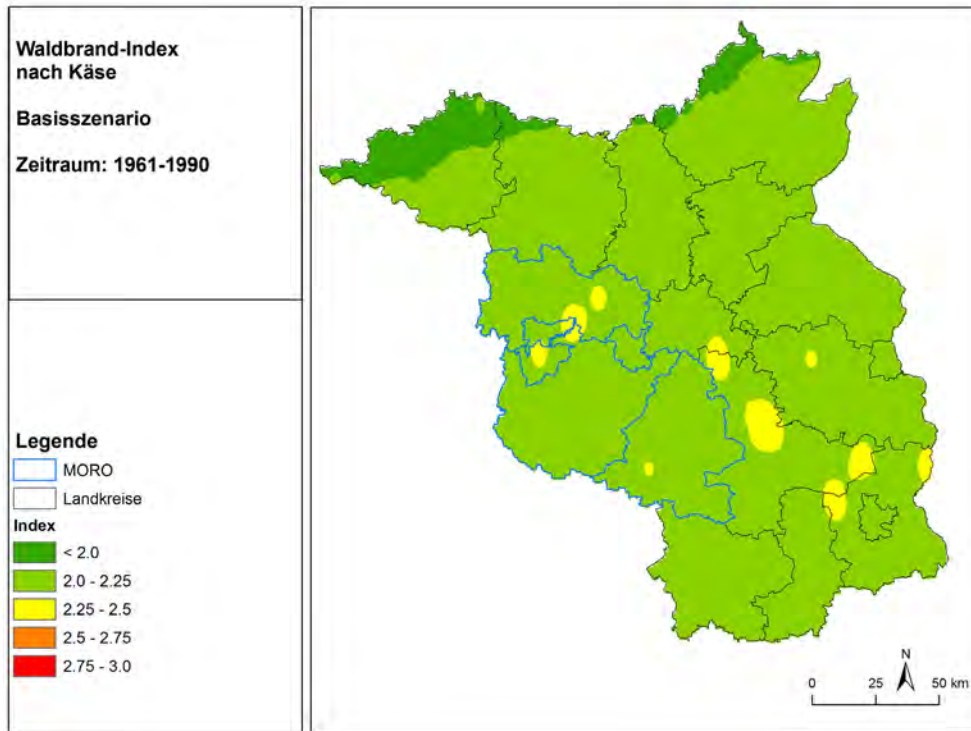 Waldbrand-Index
nach Käse
Basisszenario
Zeitraum: 1961-1990
Legende
MORO
Landkreise
Index
< 2.0
2.0 - 2.25
2.25 - 2.5
2.5 - 2.75
2.75 - 3.0
N
0 25 50 km